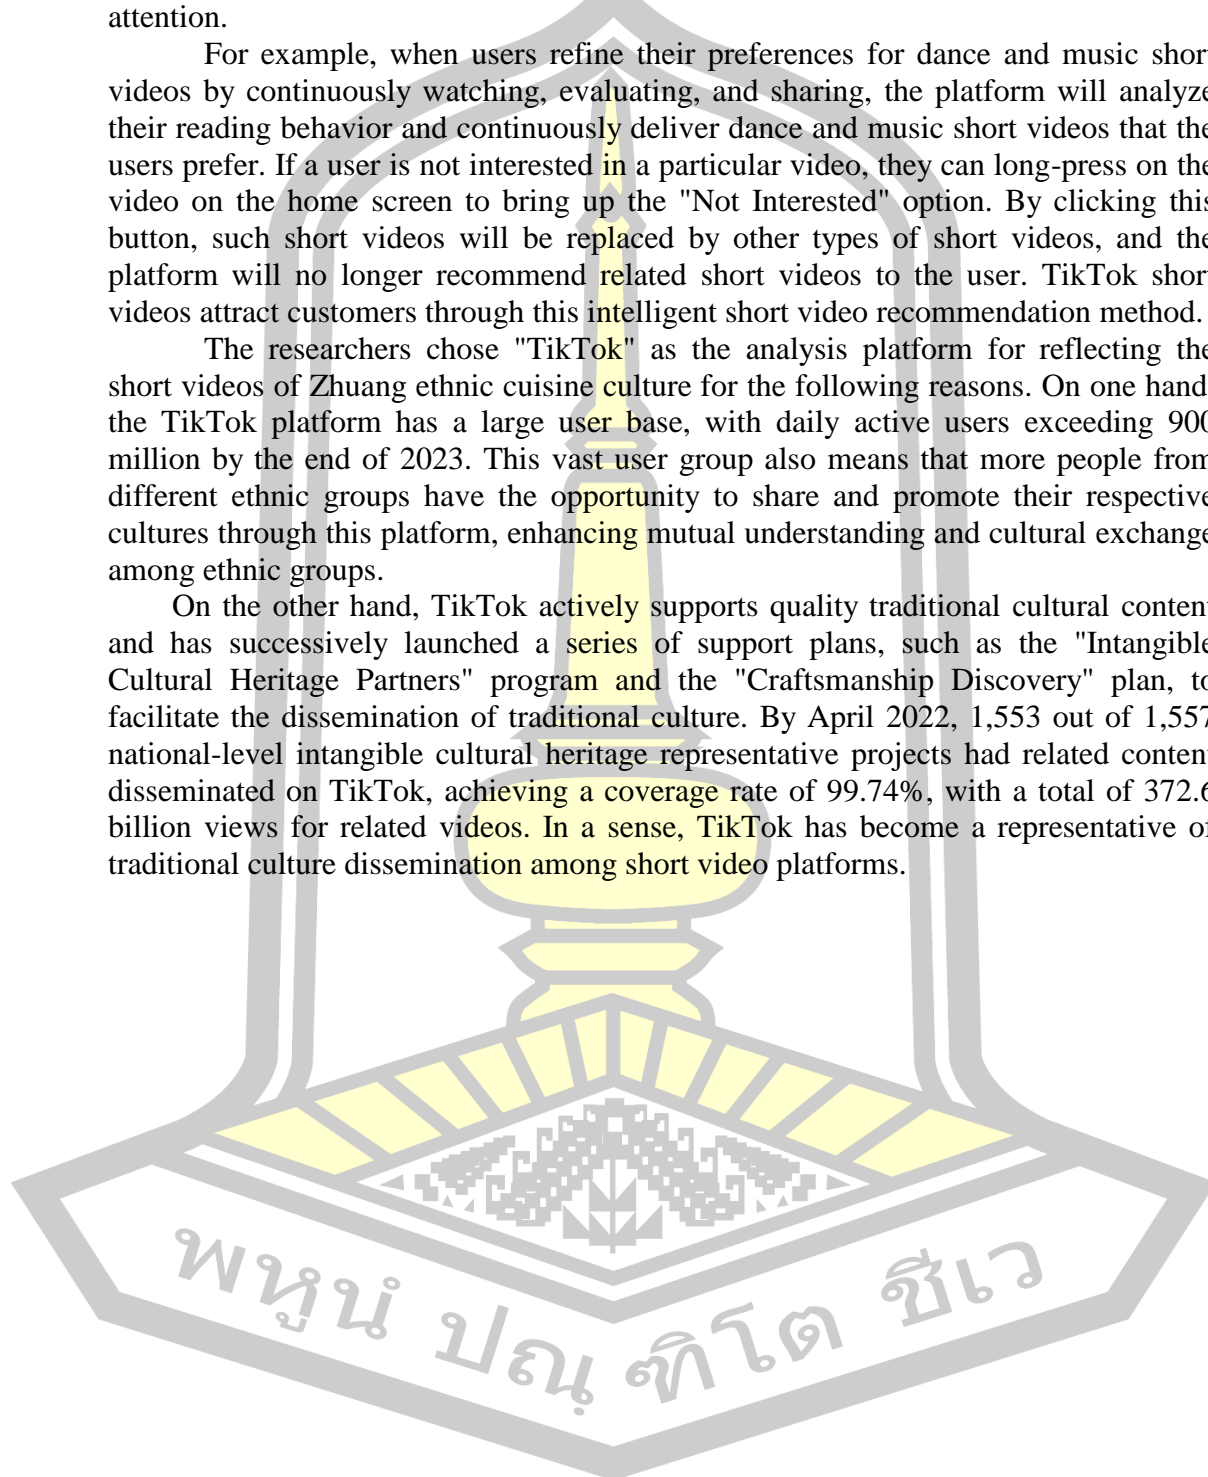 attention.
For example, when users refine their preferences for dance and music shor
videos by continuously watching, evaluating, and sharing, the platform will analyze
their reading behavior and continuously deliver dance and music short videos that the
users prefer. If a user is not interested in a particular video, they can long-press on the
video on the home screen to bring up the "Not Interested" option. By clicking this
button, such short videos will be replaced by other types of short videos, and the
platform will no longer recommend related short videos to the user. TikTok shor
videos attract customers through this intelligent short video recommendation method.
The researchers chose "TikTok" as the analysis platform for reflecting the
short videos of Zhuang ethnic cuisine culture for the following reasons. On one hand
the TikTok platform has a large user base, with daily active users exceeding 900
million by the end of 2023. This vast user group also means that more people from
different ethnic groups have the opportunity to share and promote their respective
cultures through this platform, enhancing mutual understanding and cultural exchange
among ethnic groups.
On the other hand, TikTok actively supports quality traditional cultural conten
and has successively launched a series of support plans, such as the "Intangible
Cultural Heritage Partners" program and the "Craftsmanship Discovery" plan, to
facilitate the dissemination of traditional culture. By April 2022, 1,553 out of 1,557
national-level intangible cultural heritage representative projects had related conten
disseminated on TikTok, achieving a coverage rate of 99.74%, with a total of 372.6
billion views for related videos. In a sense, TikTok has become a representative of
traditional culture dissemination among short video platforms.
พหูนํ ปณฺ ฑิโต ชีเว